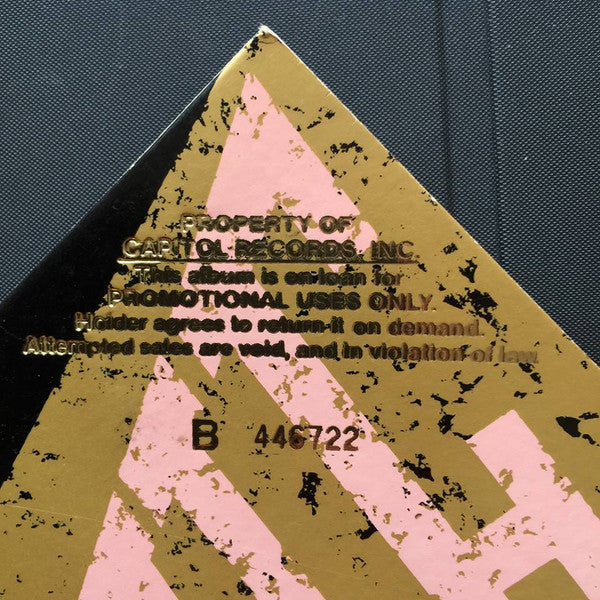 PROPERTY OF
CAPITOL RECORDS, INC.
This album is on loan for
PROMOTIONAL USES ONLY.
Holder agrees to return it on demand.
Attempted sales are void, and in violation of law.
B 446722